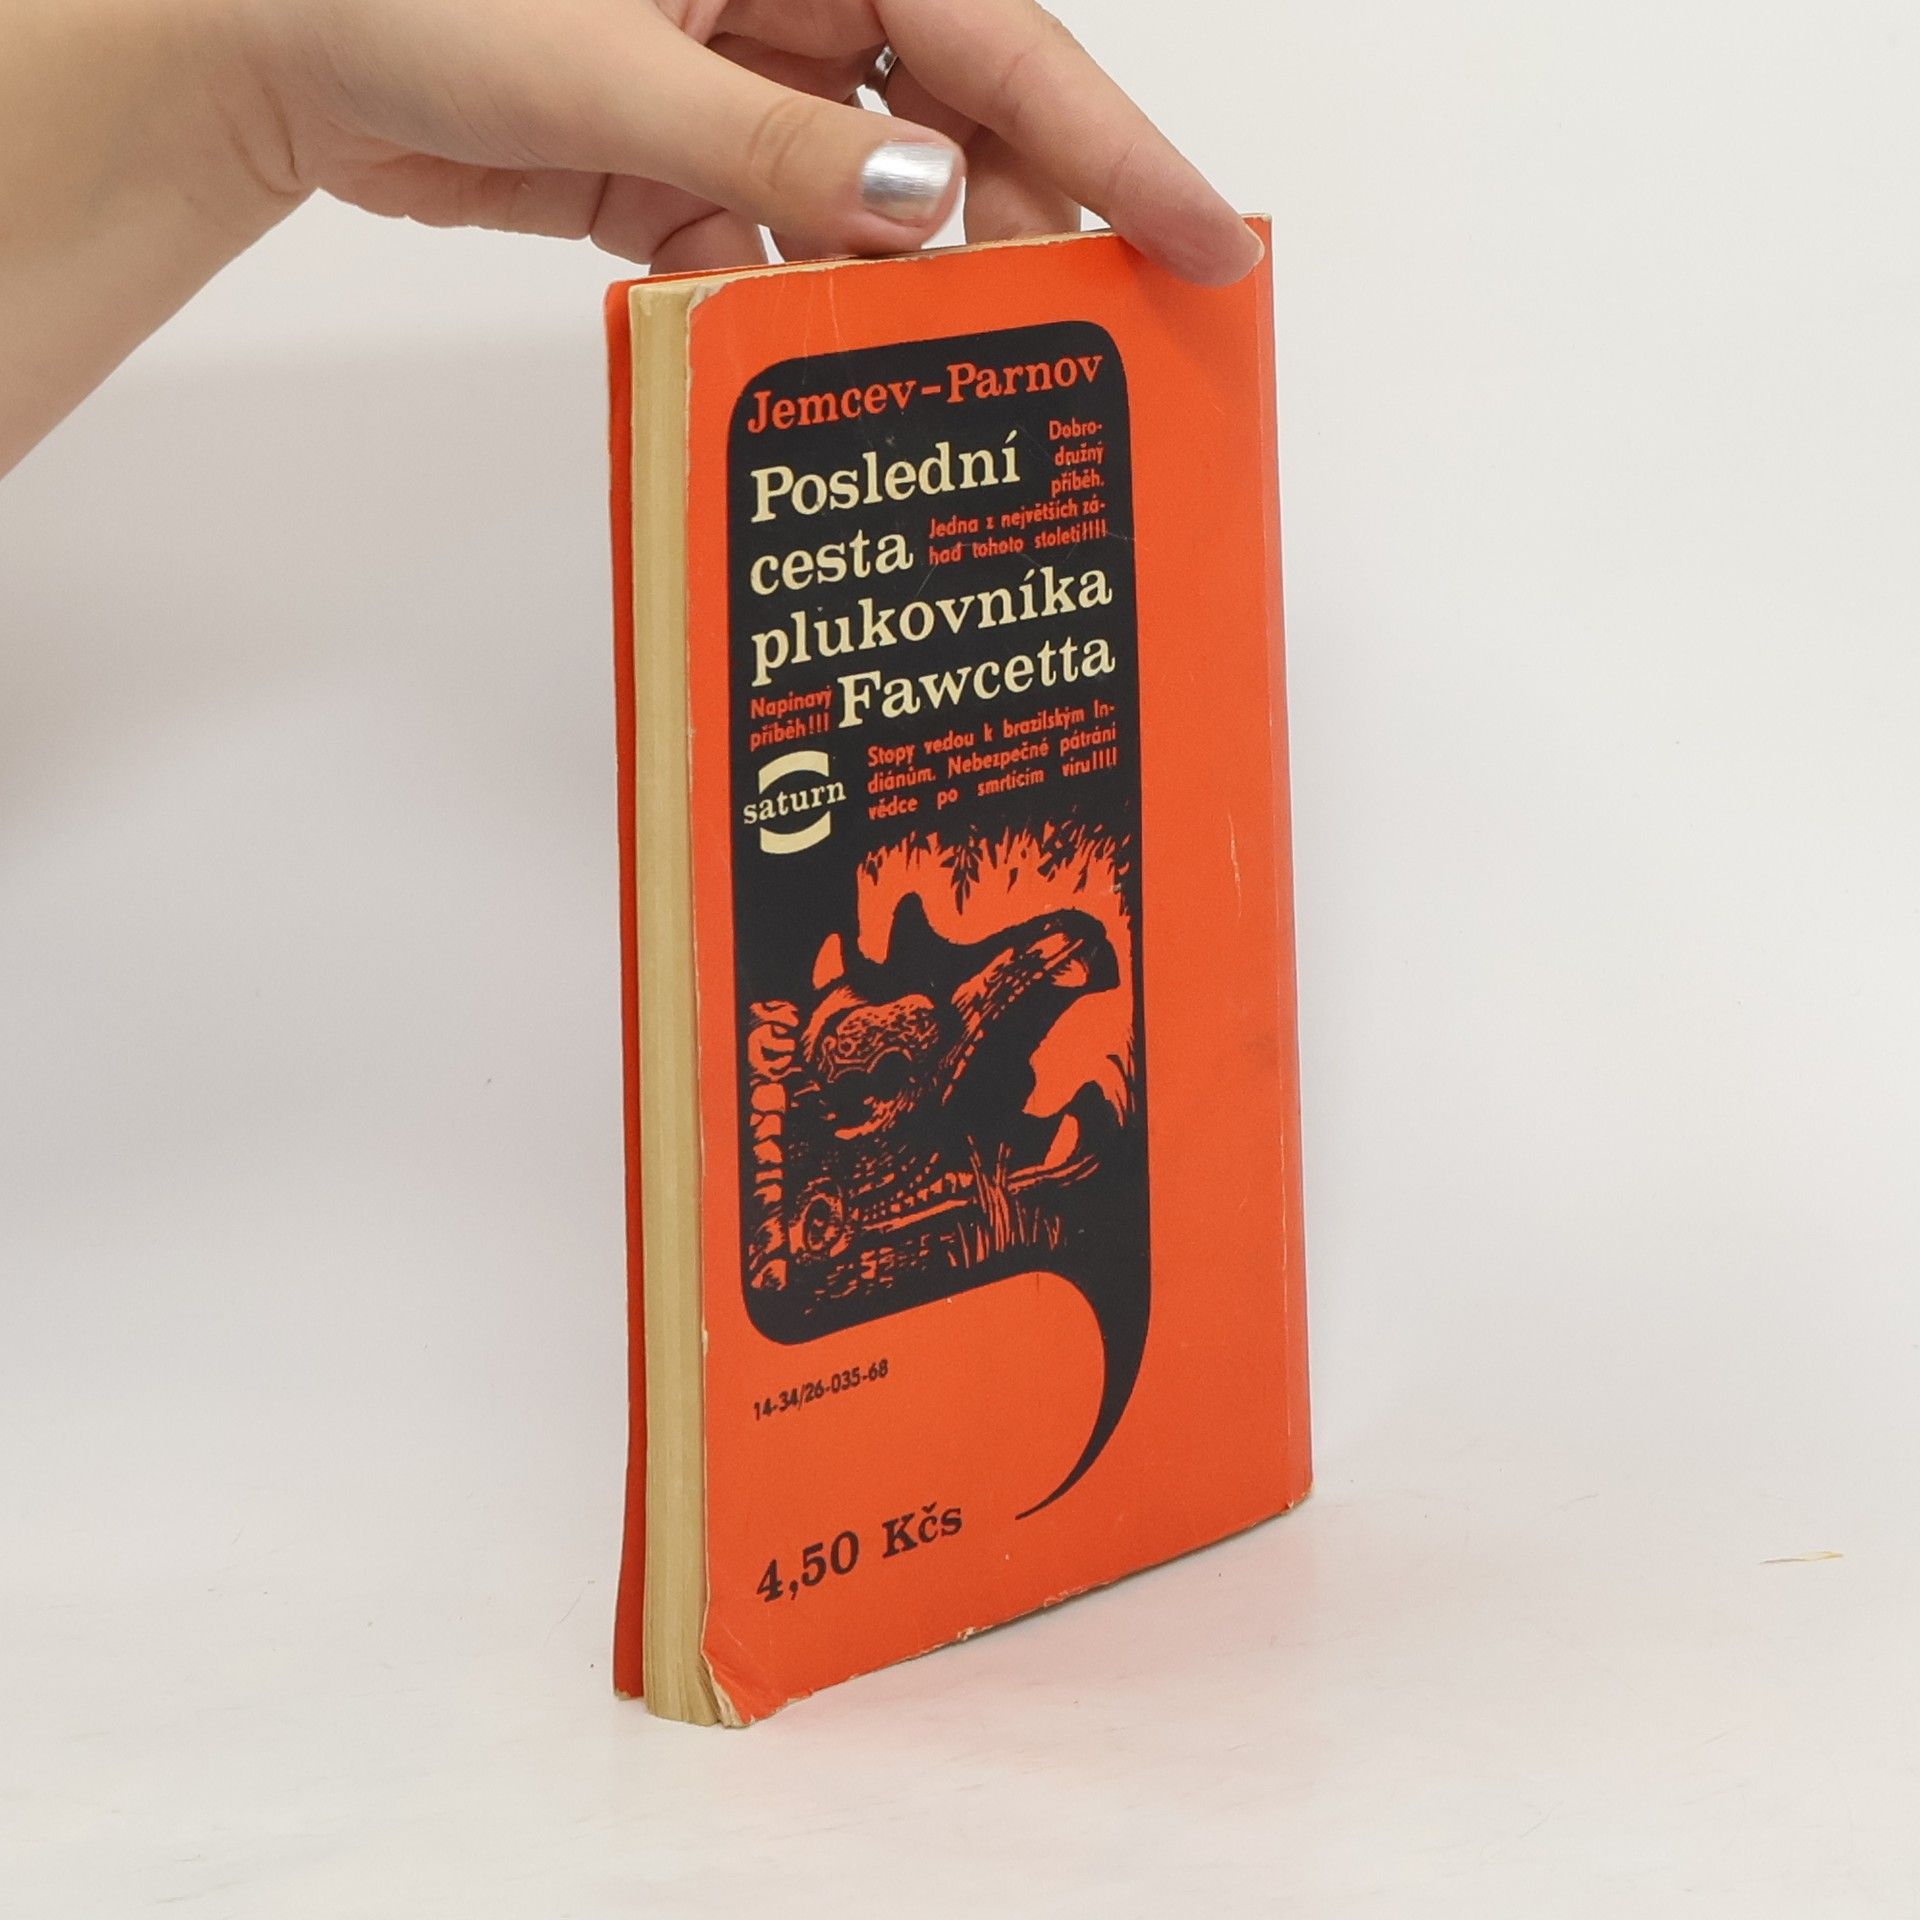 Jemcev-Parnov
Poslední
Dobro-
družný
příběh.
cesta
Jedna z největších zá-
had tohoto století!!!!
plukovníka
Napínavý
příběh!!!
Fawcetta
saturn
Stopy vedou k brazilským In-
diánům. Nebezpečné pátrání
vědce po smrtícím viru!!!!
14-34/26-035-68
4,50 Kčs